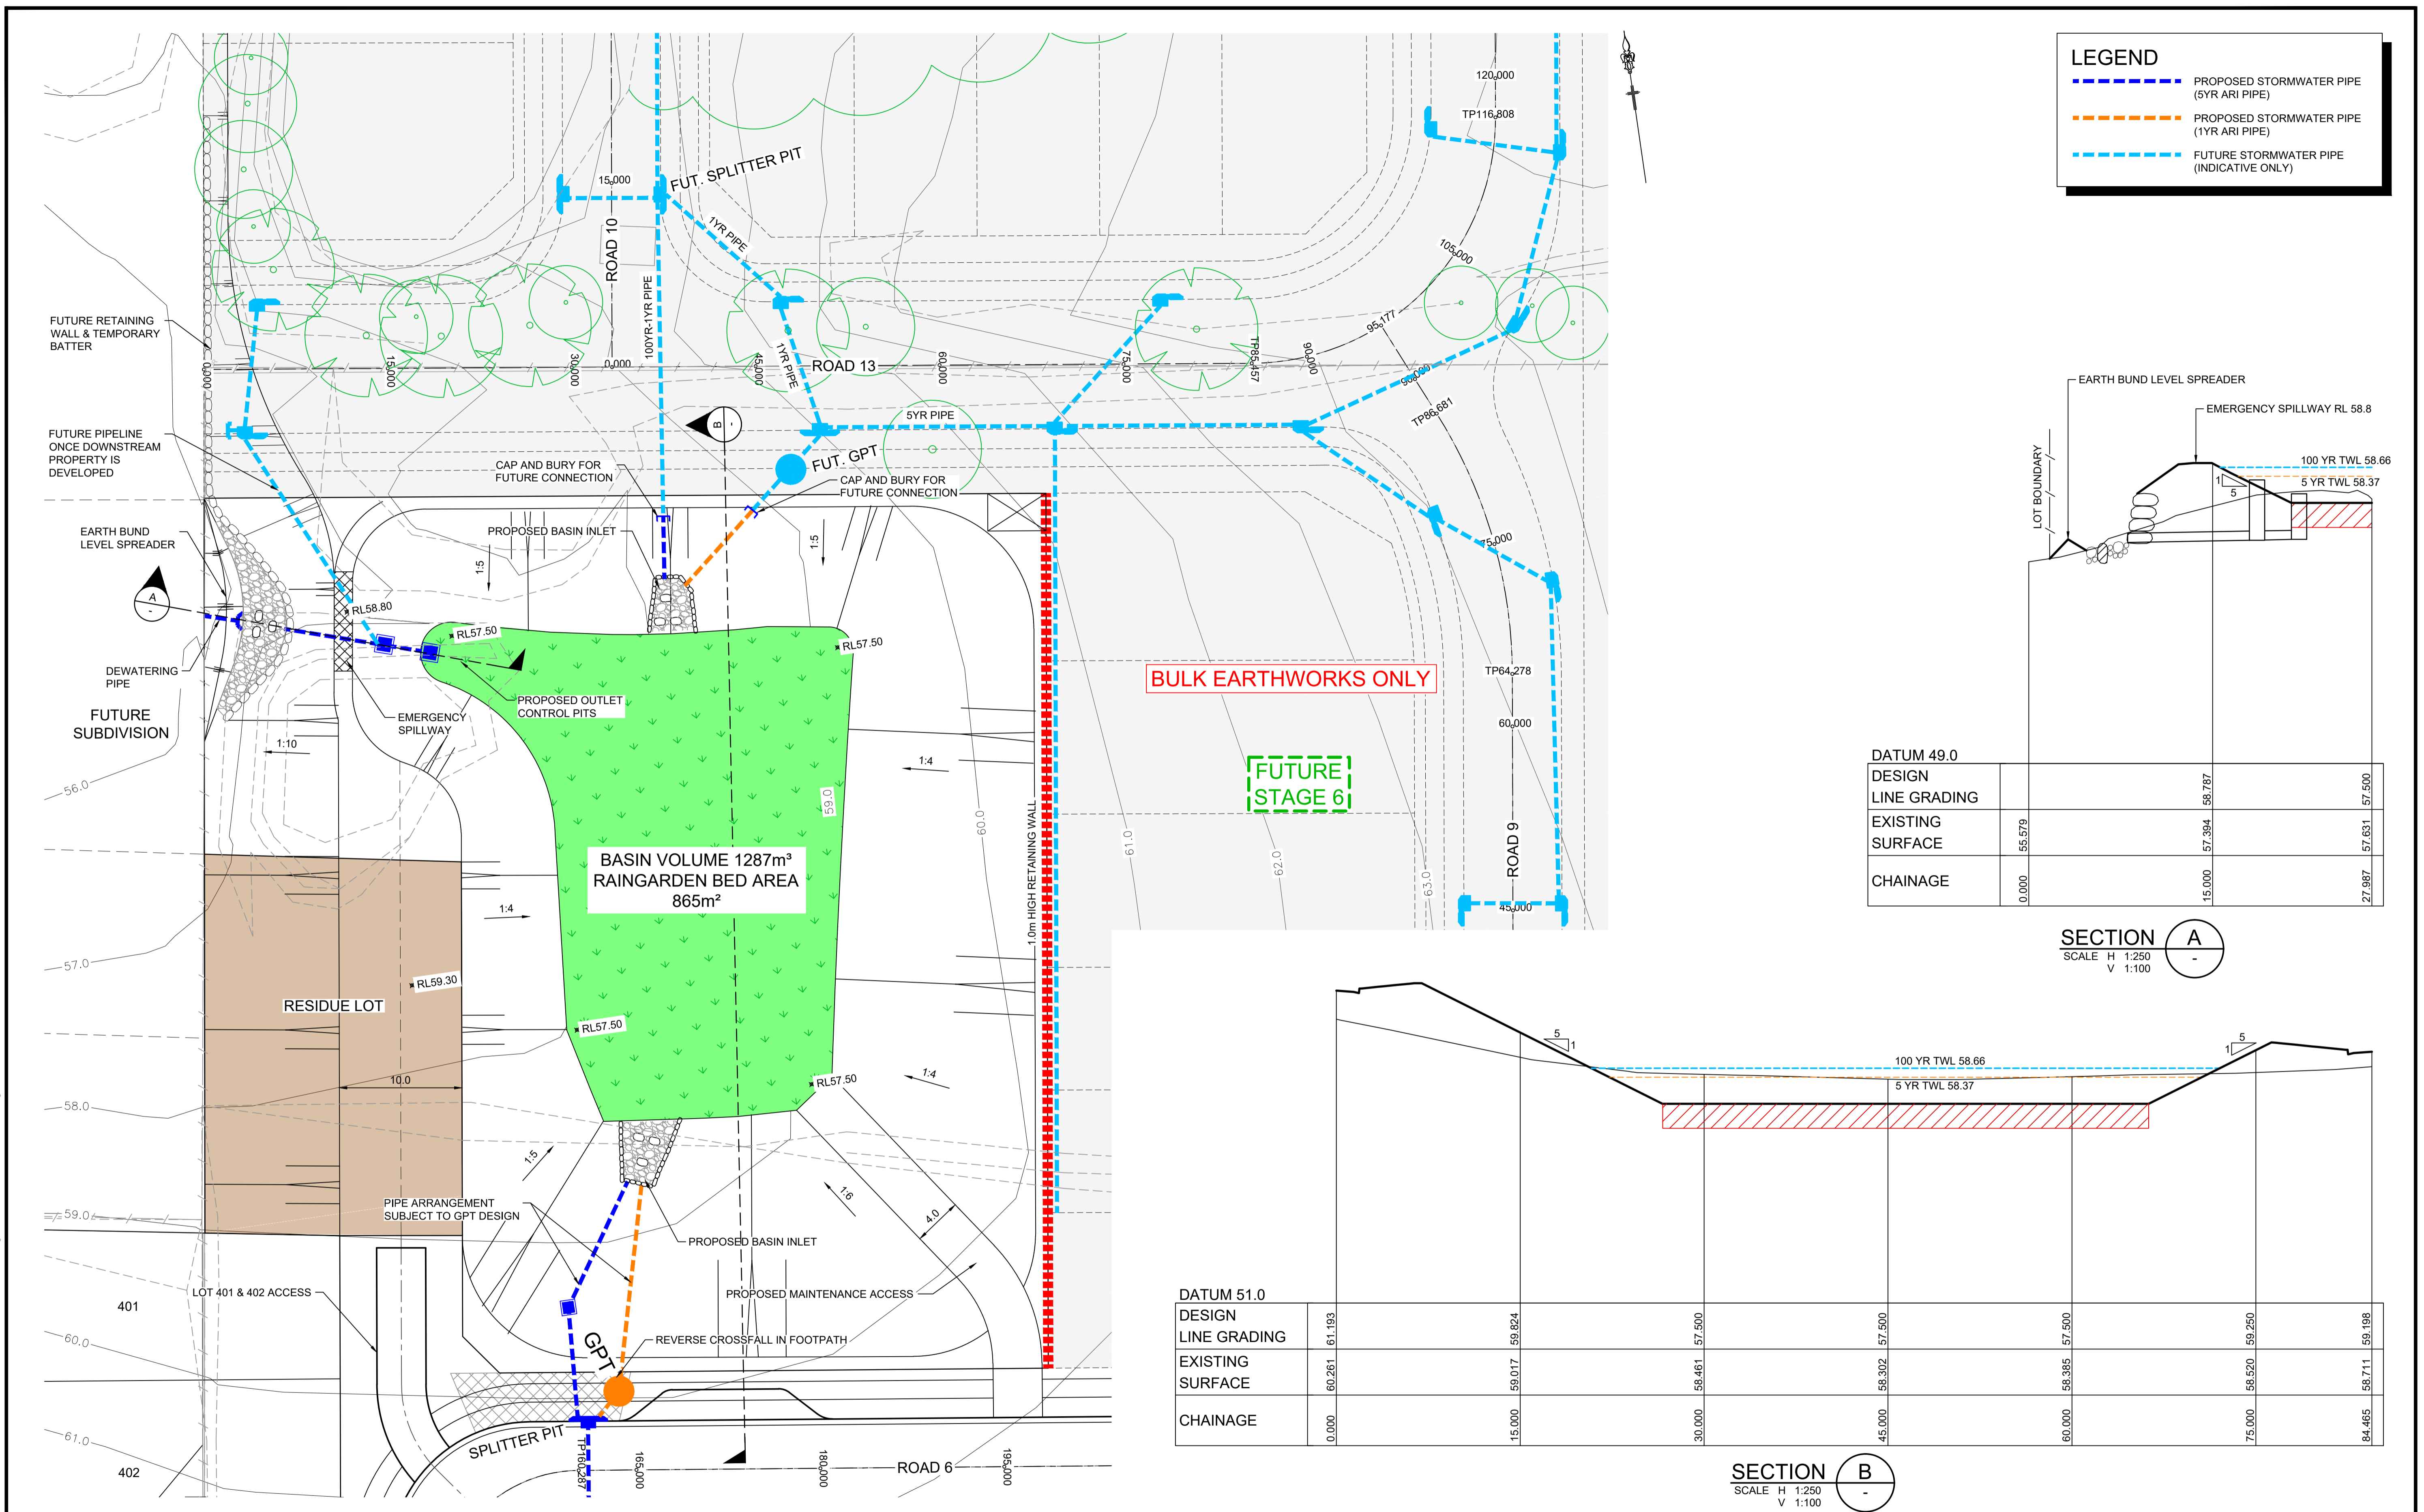 LEGEND
PROPOSED STORMWATER PIPE
(5YR ARI PIPE)
PROPOSED STORMWATER PIPE
(1YR ARI PIPE)
FUTURE STORMWATER PIPE
(INDICATIVE ONLY)
120.000
TP116.808
15.000
FUT. SPLITTER PIT
ROAD 10
1YR PIPE
100YR-1YR PIPE
105.000
FUTURE RETAINING
WALL & TEMPORARY
BATTER
0.000
15.000
30.000
0.000
45.000
1YR PIPE
ROAD 13
60.000
75.000
TP85.457
90.000
95.177
90.000
TP86.681
5YR PIPE
B
-
FUTURE PIPELINE
ONCE DOWNSTREAM
PROPERTY IS
DEVELOPED
CAP AND BURY FOR
FUTURE CONNECTION
FUT. GPT
CAP AND BURY FOR
FUTURE CONNECTION
EARTH BUND
LEVEL SPREADER
PROPOSED BASIN INLET
1:5
1:5
75.000
A
-
RL58.80
RL57.50
RL57.50
DEWATERING
PIPE
BULK EARTHWORKS ONLY
TP64.278
FUTURE
SUBDIVISION
EMERGENCY
SPILLWAY
PROPOSED OUTLET
CONTROL PITS
1:10
60.000
1:4
FUTURE
STAGE 6
56.0
59.0
60.0
61.0
62.0
63.0
ROAD 9
1.0m HIGH RETAINING WALL
BASIN VOLUME 1287m³
RAINGARDEN BED AREA
865m²
45.000
1:4
57.0
RL59.30
RESIDUE LOT
RL57.50
10.0
RL57.50
1:4
58.0
1:5
1:6
4.0
59.0
PIPE ARRANGEMENT
SUBJECT TO GPT DESIGN
PROPOSED BASIN INLET
401
LOT 401 & 402 ACCESS
PROPOSED MAINTENANCE ACCESS
60.0
GPT
REVERSE CROSSFALL IN FOOTPATH
61.0
402
SPLITTER PIT
TP160.287
165.000
180.000
ROAD 6
195.000
EARTH BUND LEVEL SPREADER
EMERGENCY SPILLWAY RL 58.8
LOT BOUNDARY
100 YR TWL 58.66
5 YR TWL 58.37
1
5
DATUM 49.0
DESIGN
LINE GRADING
58.787
57.500
EXISTING
SURFACE
55.579
57.394
57.631
CHAINAGE
0.000
15.000
27.987
SECTION A
-
SCALE H 1:250
V 1:100
5
1
100 YR TWL 58.66
5 YR TWL 58.37
5
1
DATUM 51.0
DESIGN
LINE GRADING
61.193
59.824
57.500
57.500
57.500
59.250
59.198
EXISTING
SURFACE
60.261
59.017
58.461
58.302
58.385
58.520
58.711
CHAINAGE
0.000
15.000
30.000
45.000
60.000
75.000
84.465
SECTION B
-
SCALE H 1:250
V 1:100